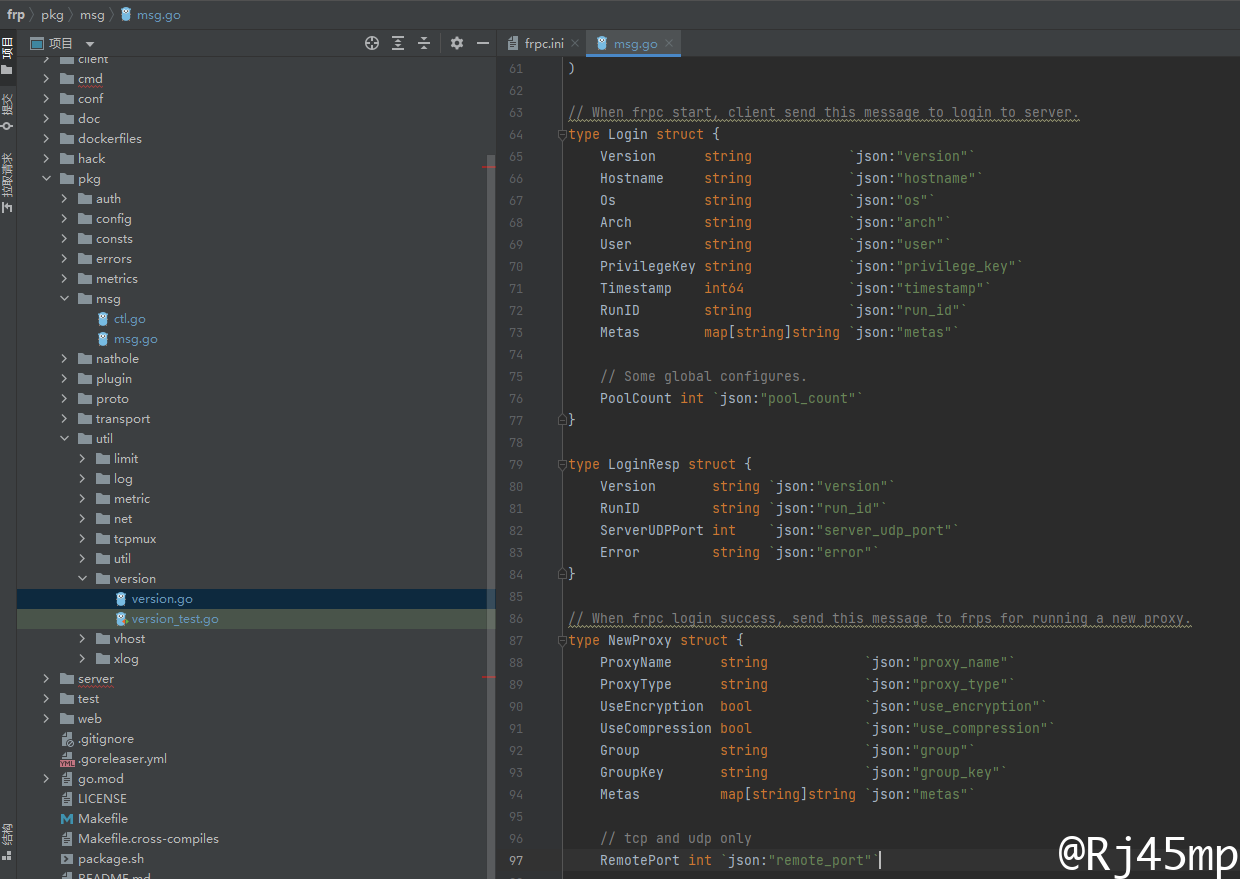 frp pkg msg msg.go
项目
提交
拉取请求
结构
项目
client
cmd
conf
doc
dockerfiles
hack
pkg
auth
config
consts
errors
metrics
msg
ctl.go
msg.go
nathole
plugin
proto
transport
util
limit
log
metric
net
tcpmux
util
version
version.go
version_test.go
vhost
xlog
server
test
web
.gitignore
.goreleaser.yml
go.mod
LICENSE
Makefile
Makefile.cross-compiles
package.sh
README.md
frpc.ini msg.go
61 )
62
63 // When frpc start, client send this message to login to server.
64 type Login struct {
65 Version string `json:"version"`
66 Hostname string `json:"hostname"`
67 Os string `json:"os"`
68 Arch string `json:"arch"`
69 User string `json:"user"`
70 PrivilegeKey string `json:"privilege_key"`
71 Timestamp int64 `json:"timestamp"`
72 RunID string `json:"run_id"`
73 Metas map[string]string `json:"metas"`
74
75 // Some global configures.
76 PoolCount int `json:"pool_count"`
77 }
78
79 type LoginResp struct {
80 Version string `json:"version"`
81 RunID string `json:"run_id"`
82 ServerUDPPort int `json:"server_udp_port"`
83 Error string `json:"error"`
84 }
85
86 // When frpc login success, send this message to frps for running a new proxy.
87 type NewProxy struct {
88 ProxyName string `json:"proxy_name"`
89 ProxyType string `json:"proxy_type"`
90 UseEncryption bool `json:"use_encryption"`
91 UseCompression bool `json:"use_compression"`
92 Group string `json:"group"`
93 GroupKey string `json:"group_key"`
94 Metas map[string]string `json:"metas"`
95
96 // tcp and udp only
97 RemotePort int `json:"remote_port"`
@Rj45mp